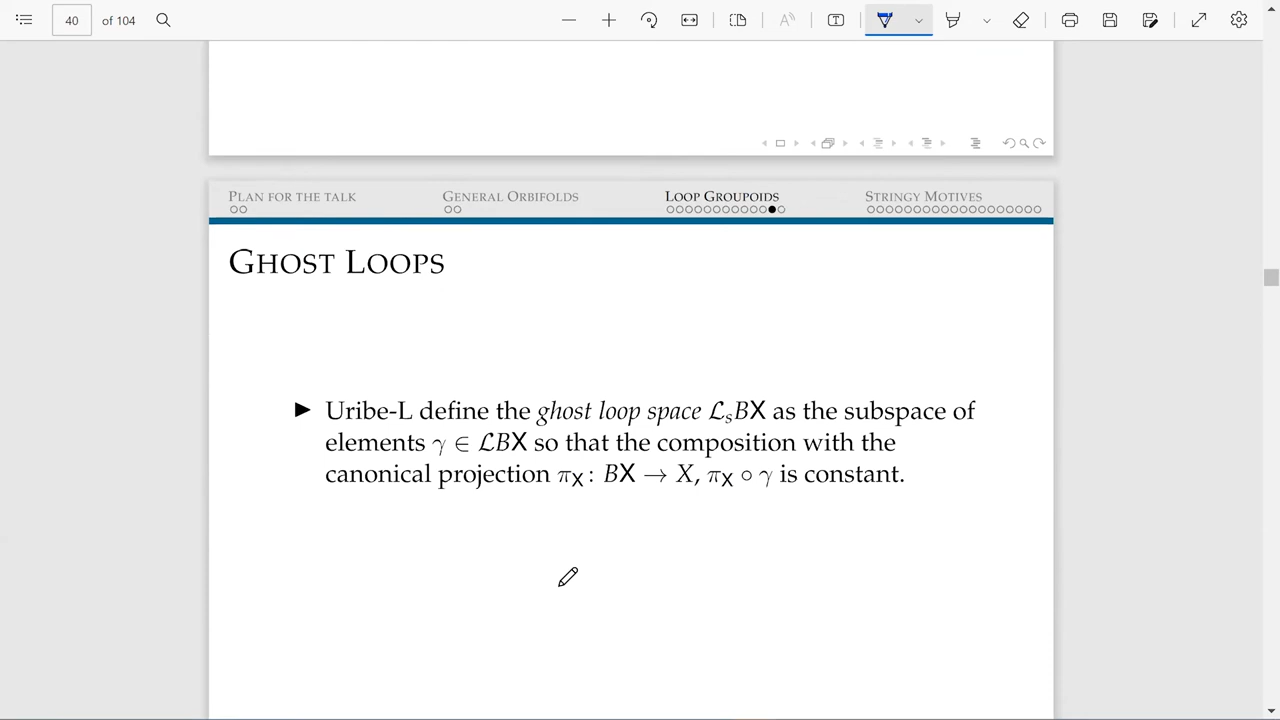 40 of 104
PLAN FOR THE TALK GENERAL ORBIFOLDS LOOP GROUPOIDS STRINGY MOTIVES
GHOST LOOPS
▶ Uribe-L define the ghost loop space ℒₛB𝖷 as the subspace of
elements γ ∈ ℒB𝖷 so that the composition with the
canonical projection π_𝖷 : B𝖷 → X, π_𝖷 ∘ γ is constant.